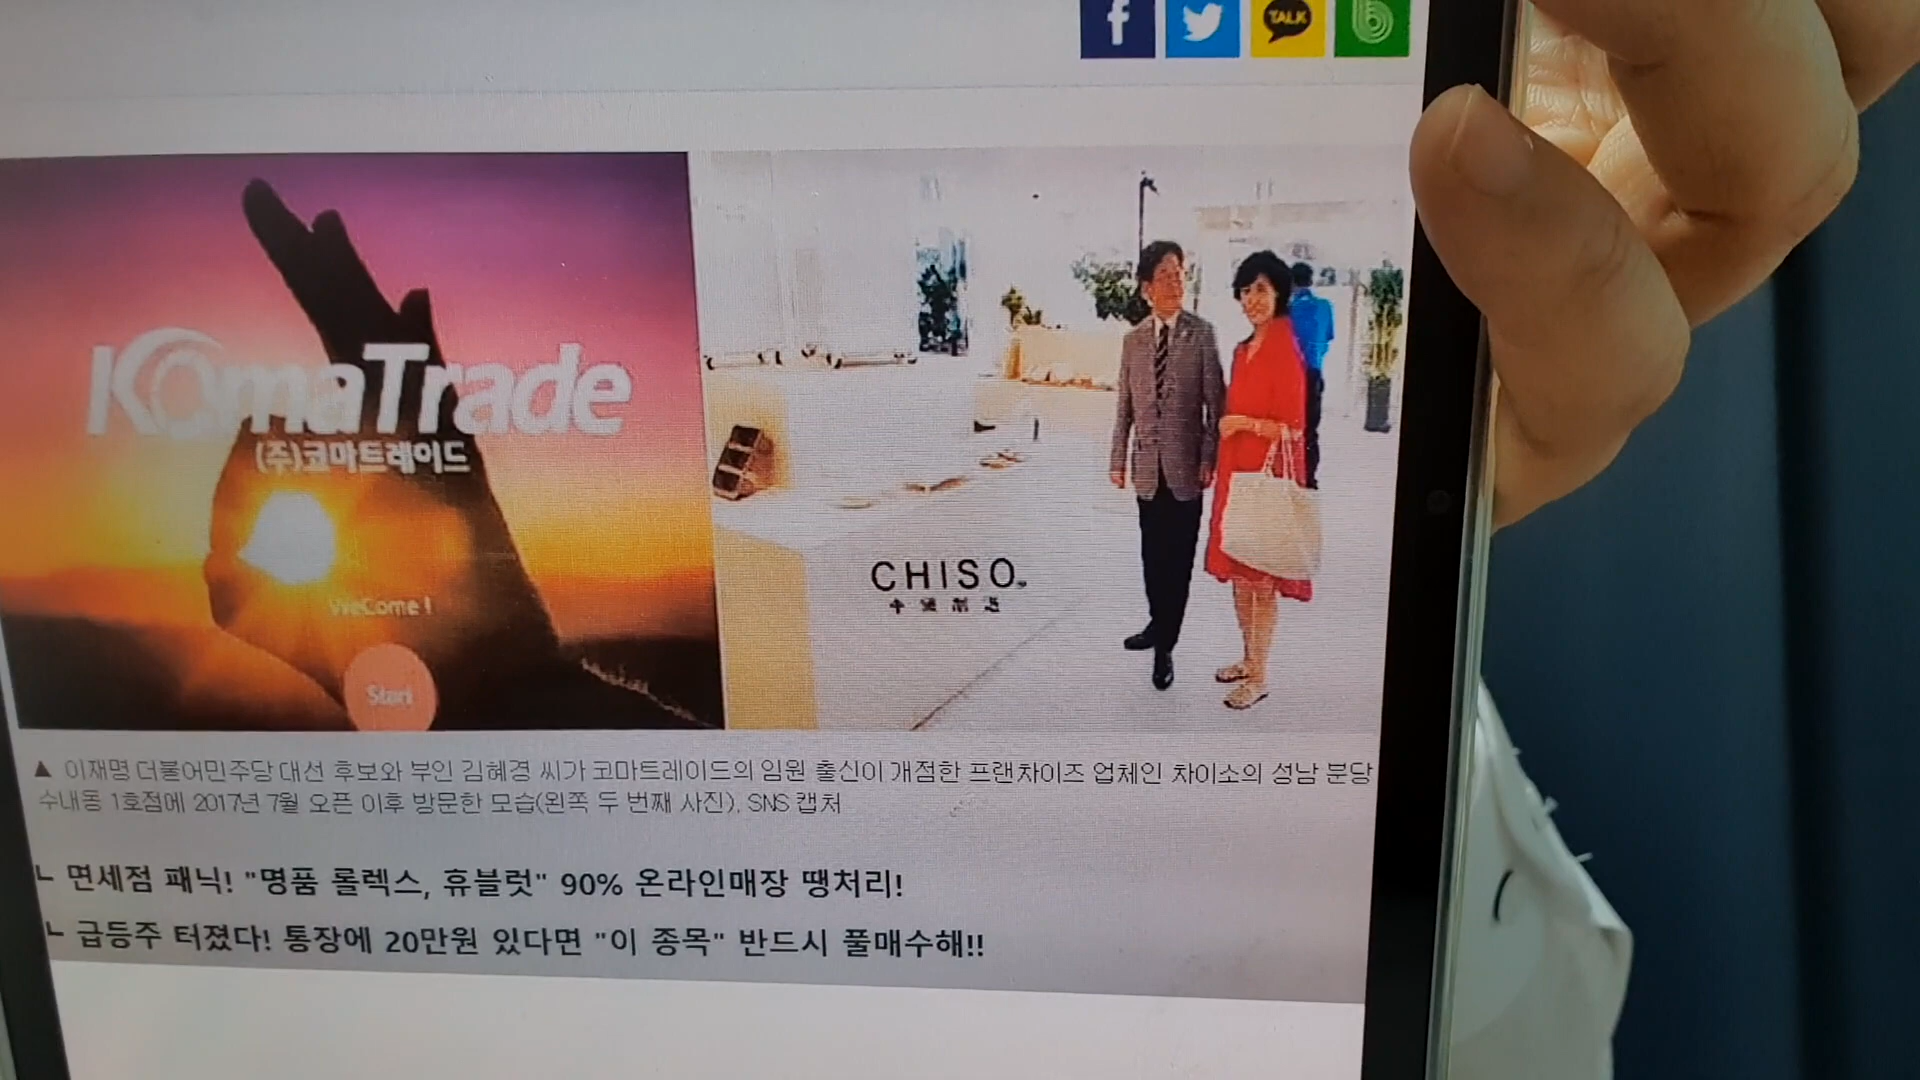 f
TALK
b
KomaTrade
(주)코마트레이드
WeCome !
Start
CHISO
▲ 이재명 더불어민주당 대선 후보와 부인 김혜경 씨가 코마트레이드의 임원 출신이 개점한 프랜차이즈 업체인 차이소의 성남 분당
수내동 1호점에 2017년 7월 오픈 이후 방문한 모습(왼쪽 두 번째 사진). SNS 캡처
ㄴ 면세점 패닉! "명품 롤렉스, 휴블럿" 90% 온라인매장 땡처리!
ㄴ 급등주 터졌다! 통장에 20만원 있다면 "이 종목" 반드시 풀매수해!!